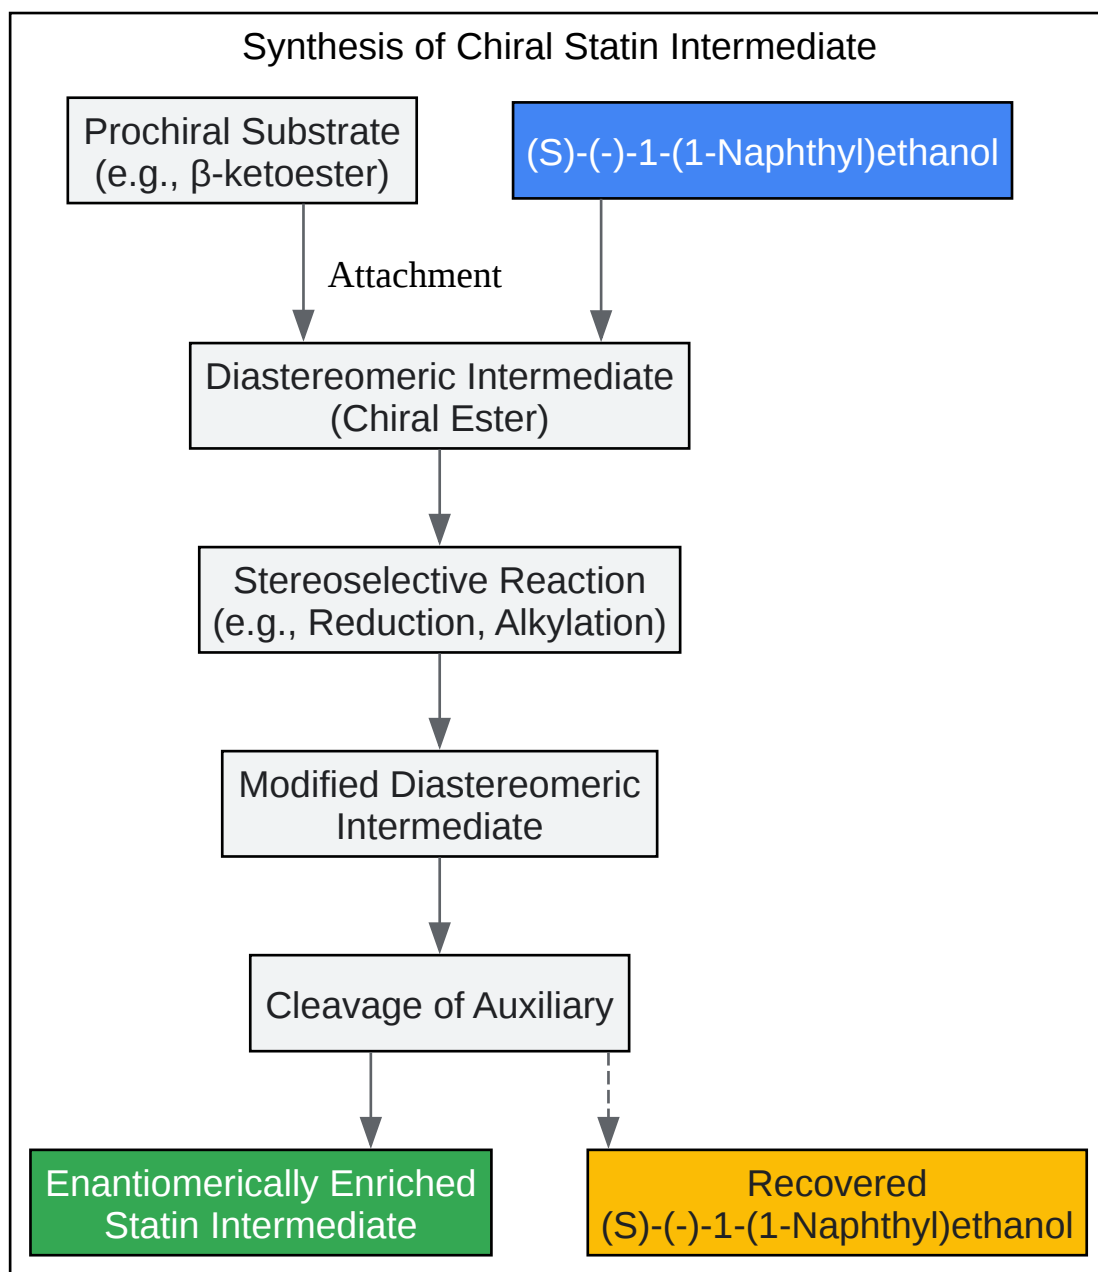 Synthesis of Chiral Statin Intermediate
Prochiral Substrate
(e.g., β-ketoester)
(S)-(-)-1-(1-Naphthyl)ethanol
Attachment
Diastereomeric Intermediate
(Chiral Ester)
Stereoselective Reaction
(e.g., Reduction, Alkylation)
Modified Diastereomeric
Intermediate
Cleavage of Auxiliary
Enantiomerically Enriched
Statin Intermediate
Recovered
(S)-(-)-1-(1-Naphthyl)ethanol